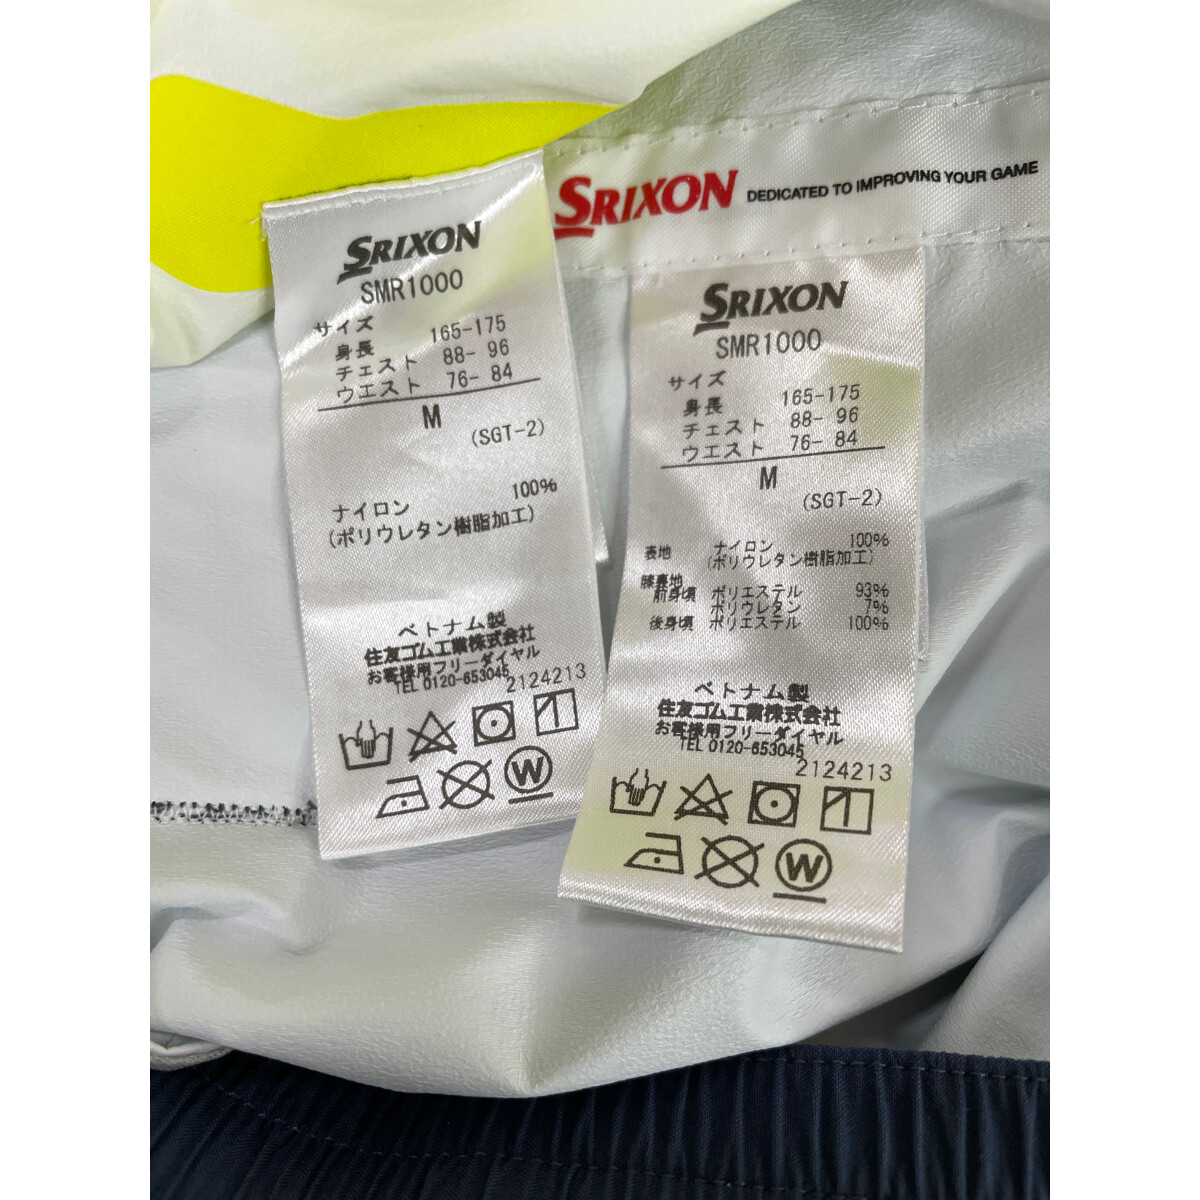 SRIXON DEDICATED TO IMPROVING YOUR GAME
SRIXON
SMR1000
サイズ
身長 165-175
チェスト 88- 96
ウエスト 76- 84
M
(SGT-2)
ナイロン 100%
(ポリウレタン樹脂加工)
ベトナム製
住友ゴム工業株式会社
お客様用フリーダイヤル
TEL 0120-653045
2124213
W
SRIXON
SMR1000
サイズ
身長 165-175
チェスト 88- 96
ウエスト 76- 84
M
(SGT-2)
表地 ナイロン 100%
(ポリウレタン樹脂加工)
膝裏地
前身頃 ポリエステル 93%
ポリウレタン 7%
後身頃 ポリエステル 100%
ベトナム製
住友ゴム工業株式会社
お客様用フリーダイヤル
TEL 0120-653045
2124213
W